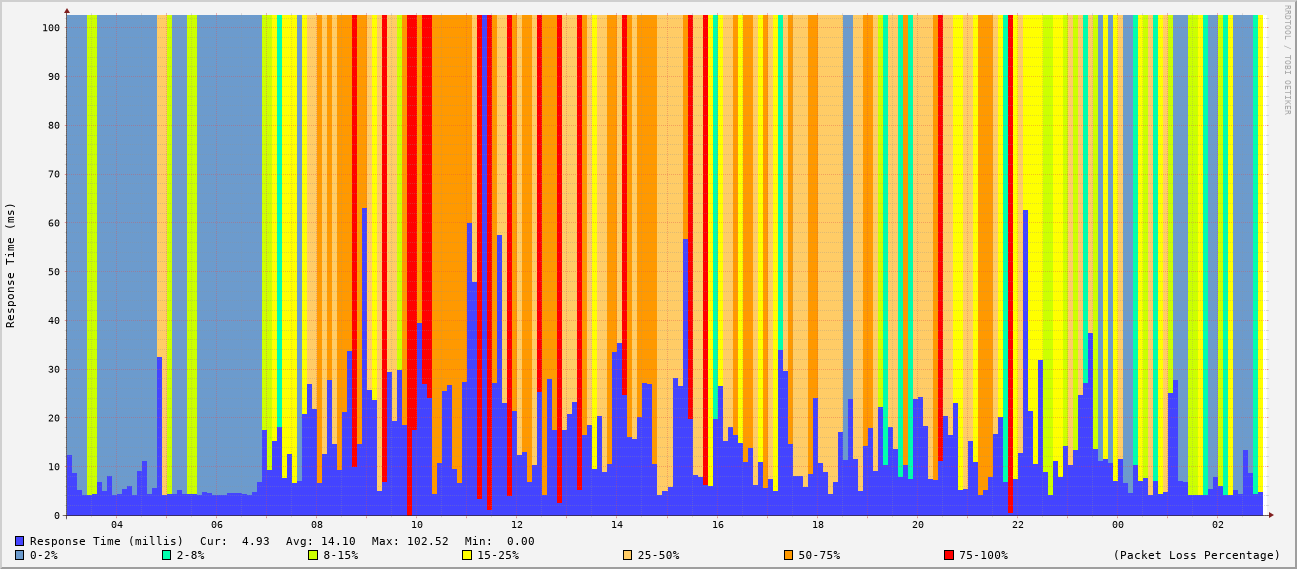 RRDTOOL / TOBI OETIKER
Response Time (ms)
100
90
80
70
60
50
40
30
20
10
0
04 06 08 10 12 14 16 18 20 22 00 02
Response Time (millis) Cur: 4.93 Avg: 14.10 Max: 102.52 Min: 0.00
0-2% 2-8% 8-15% 15-25% 25-50% 50-75% 75-100% (Packet Loss Percentage)